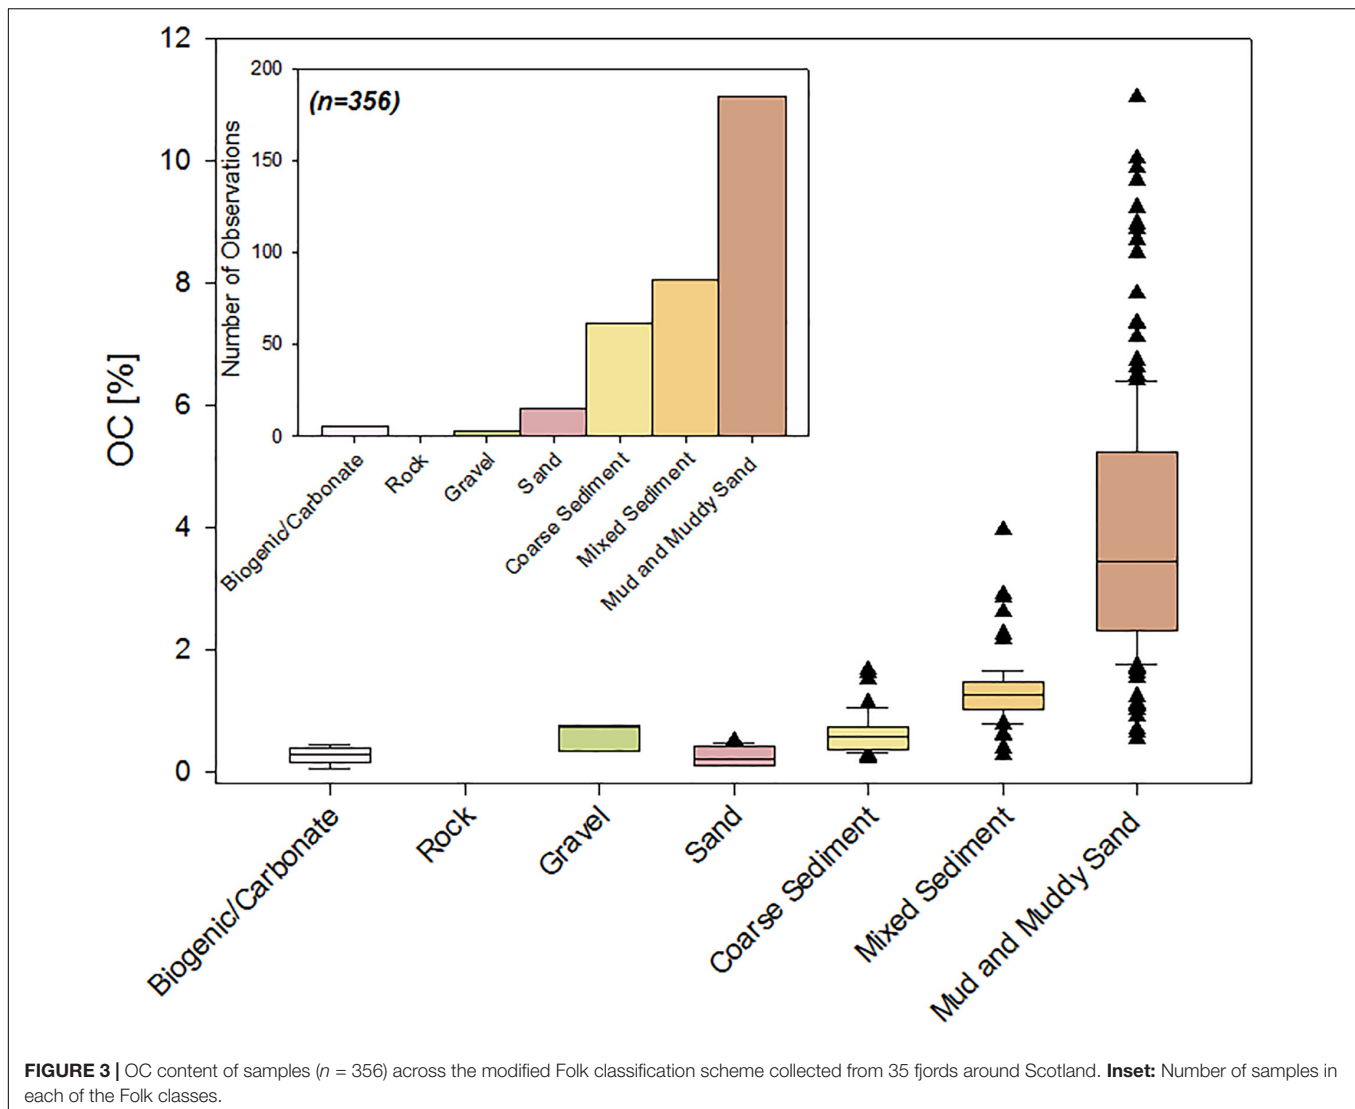 12
10
8
6
4
2
0
OC [%]
200
150
100
50
0
Number of Observations
(n=356)
Biogenic/Carbonate
Rock
Gravel
Sand
Coarse Sediment
Mixed Sediment
Mud and Muddy Sand
Biogenic/Carbonate
Rock
Gravel
Sand
Coarse Sediment
Mixed Sediment
Mud and Muddy Sand
FIGURE 3 | OC content of samples (n = 356) across the modified Folk classification scheme collected from 35 fjords around Scotland. Inset: Number of samples in
each of the Folk classes.